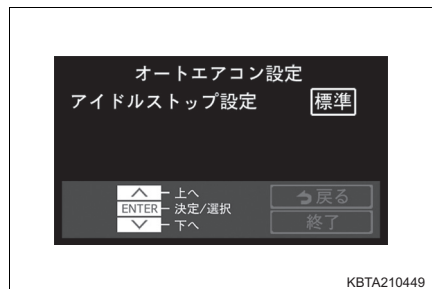 オートエアコン設定
アイドルストップ設定 標準
上へ
ENTER 決定/選択 戻る
下へ 終了
KBTA210449